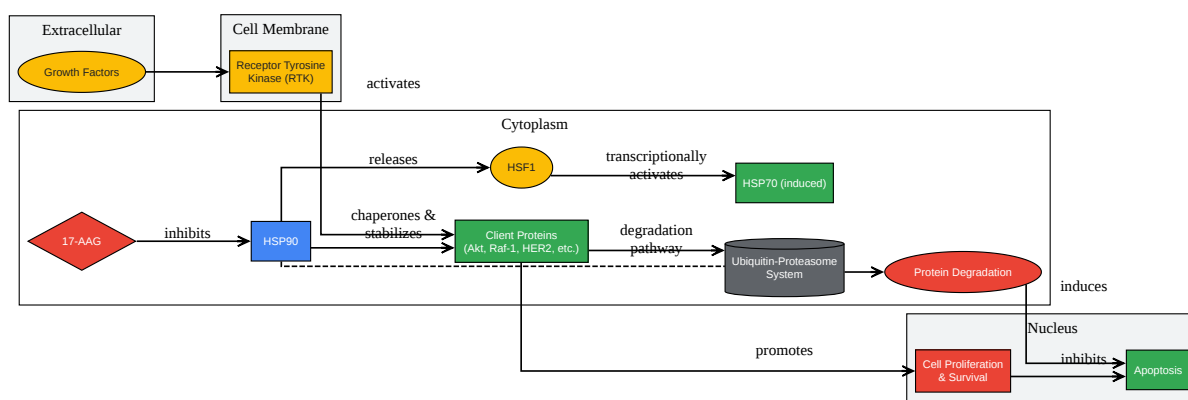 Extracellular
Cell Membrane
Growth Factors
Receptor Tyrosine
Kinase (RTK)
activates
Cytoplasm
releases
HSF1
transcriptionally
activates
HSP70 (induced)
17-AAG
inhibits
HSP90
chaperones &
stabilizes
Client Proteins
(Akt, Raf-1, HER2, etc.)
degradation
pathway
Ubiquitin-Proteasome
System
Protein Degradation
induces
Nucleus
promotes
Cell Proliferation
& Survival
inhibits
Apoptosis